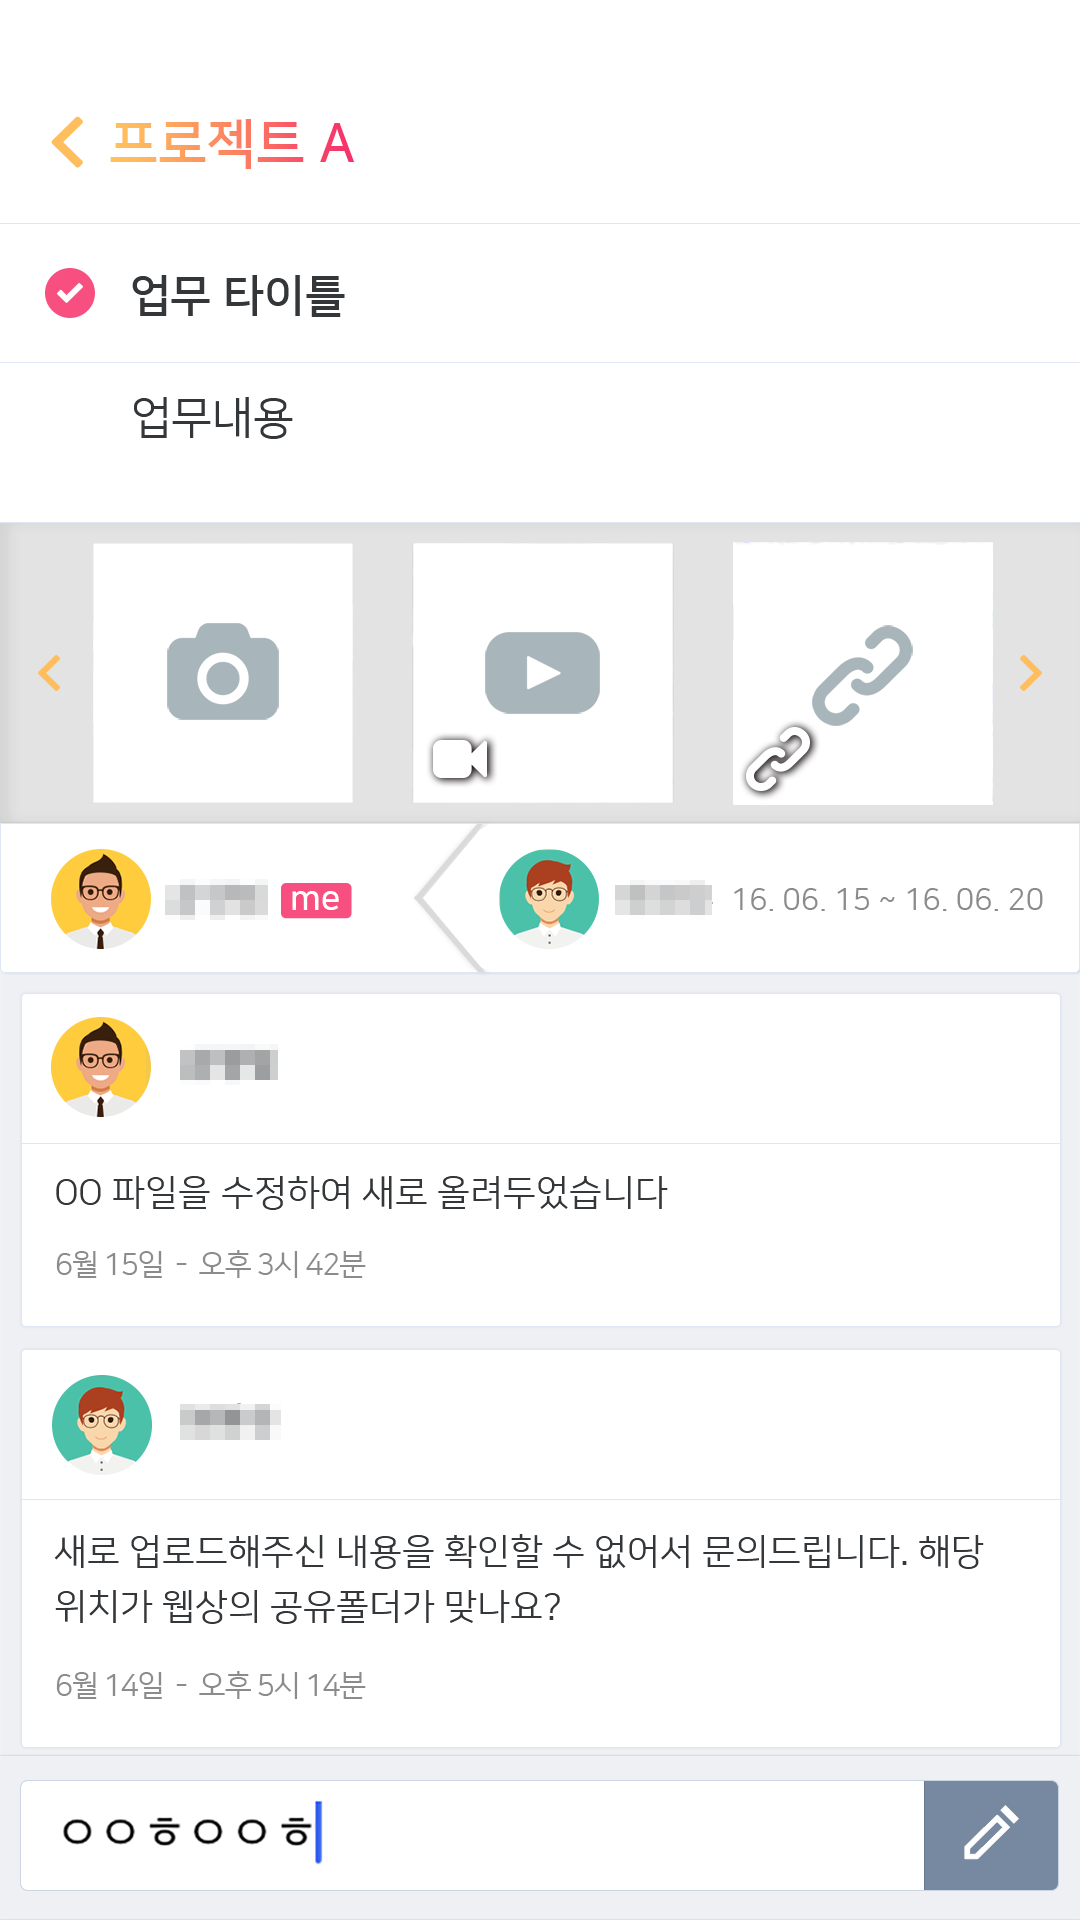 프로젝트 A
업무 타이틀
업무내용
me
16. 06. 15 ~ 16. 06. 20
OO 파일을 수정하여 새로 올려두었습니다
6월 15일 - 오후 3시 42분
새로 업로드해주신 내용을 확인할 수 없어서 문의드립니다. 해당
위치가 웹상의 공유폴더가 맞나요?
6월 14일 - 오후 5시 14분
ㅇㅇㅎㅇㅇㅎ